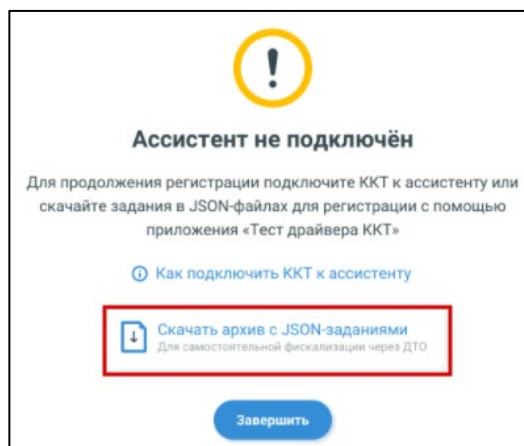 !
Ассистент не подключён
Для продолжения регистрации подключите ККТ к ассистенту или
скачайте задания в JSON-файлах для регистрации с помощью
приложения «Тест драйвера ККТ»
Как подключить ККТ к ассистенту
Скачать архив с JSON-заданиями
Для самостоятельной фискализации через ДТО
Завершить